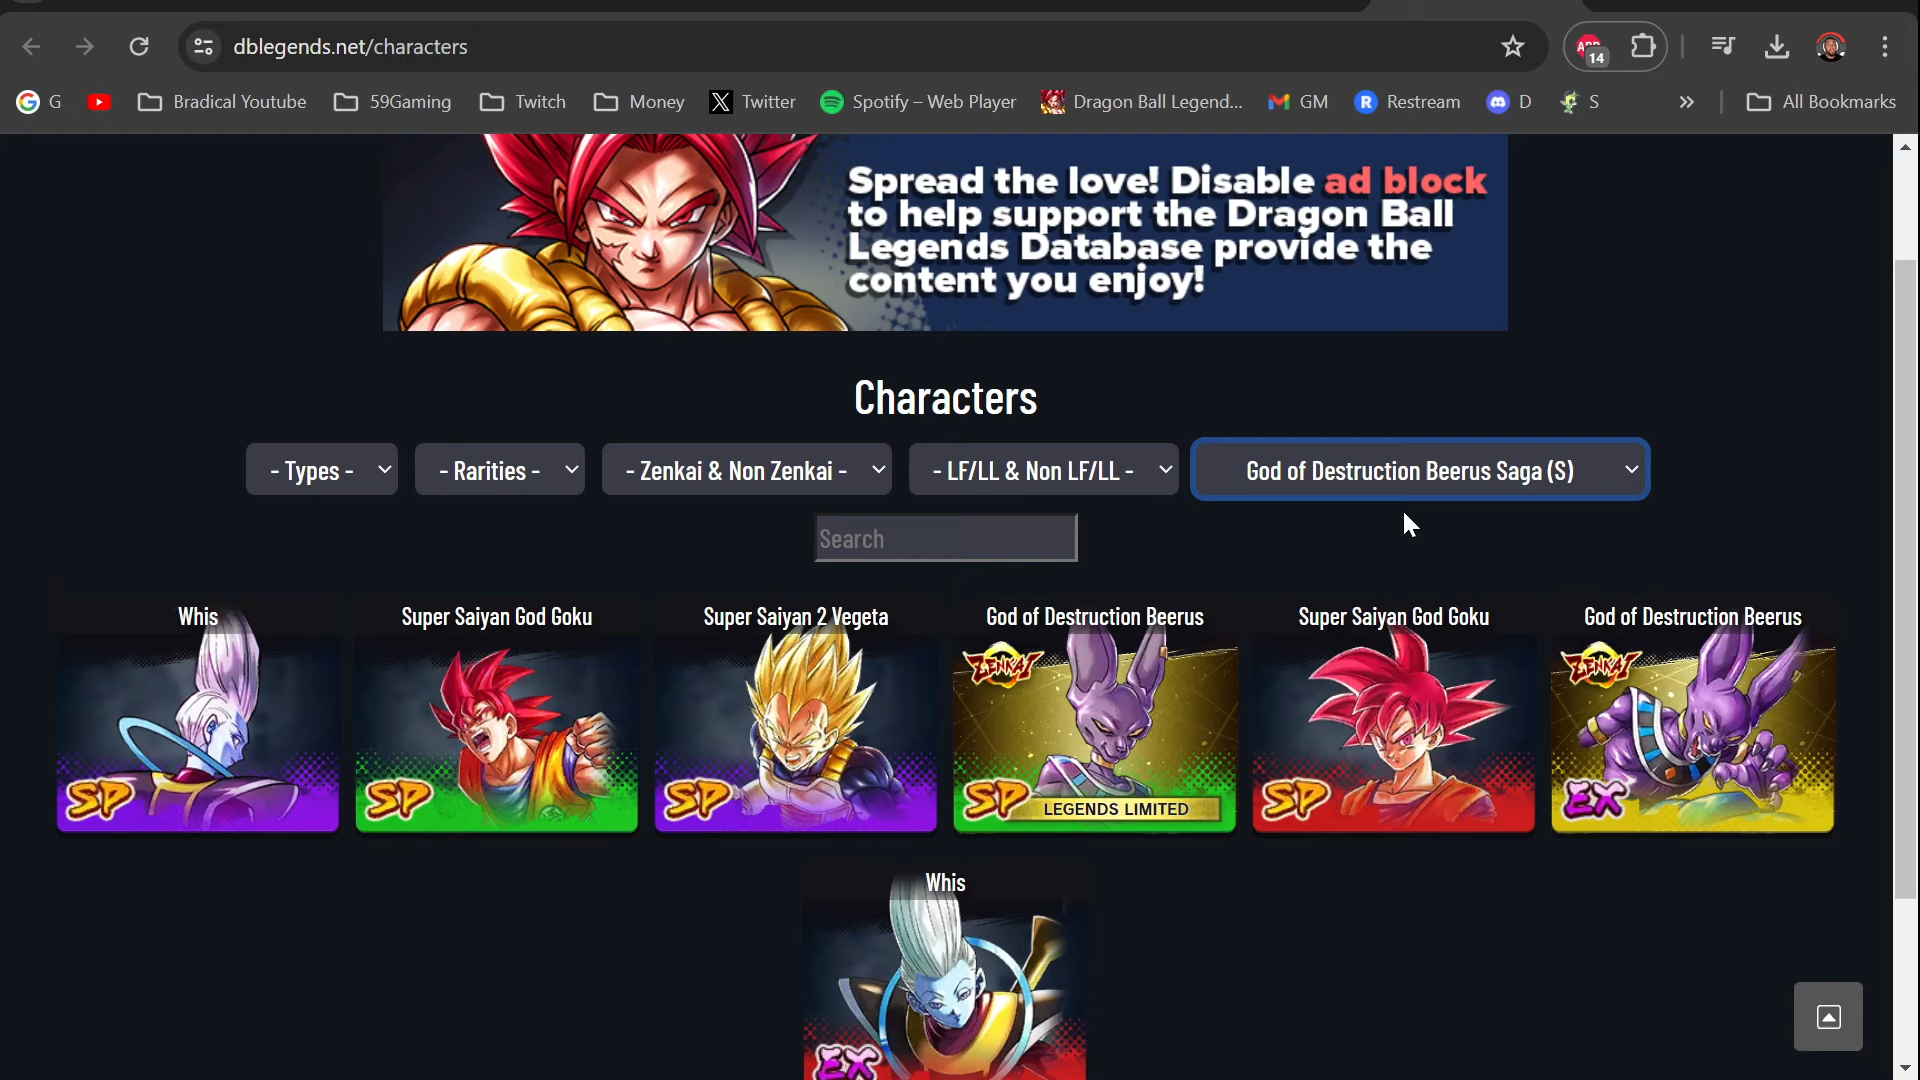 dblegends.net/characters
ABP
14
G
Bradical Youtube
59Gaming
Twitch
Money
Twitter
Spotify – Web Player
Dragon Ball Legend...
GM
Restream
D
S
»
All Bookmarks
Spread the love! Disable ad block
to help support the Dragon Ball
Legends Database provide the
content you enjoy!
Characters
- Types -
- Rarities -
- Zenkai & Non Zenkai -
- LF/LL & Non LF/LL -
God of Destruction Beerus Saga (S)
Search
Whis
Super Saiyan God Goku
Super Saiyan 2 Vegeta
God of Destruction Beerus
Super Saiyan God Goku
God of Destruction Beerus
ZENKAI
ZENKAI
SP
SP
SP
SP
LEGENDS LIMITED
SP
EX
Whis
EX